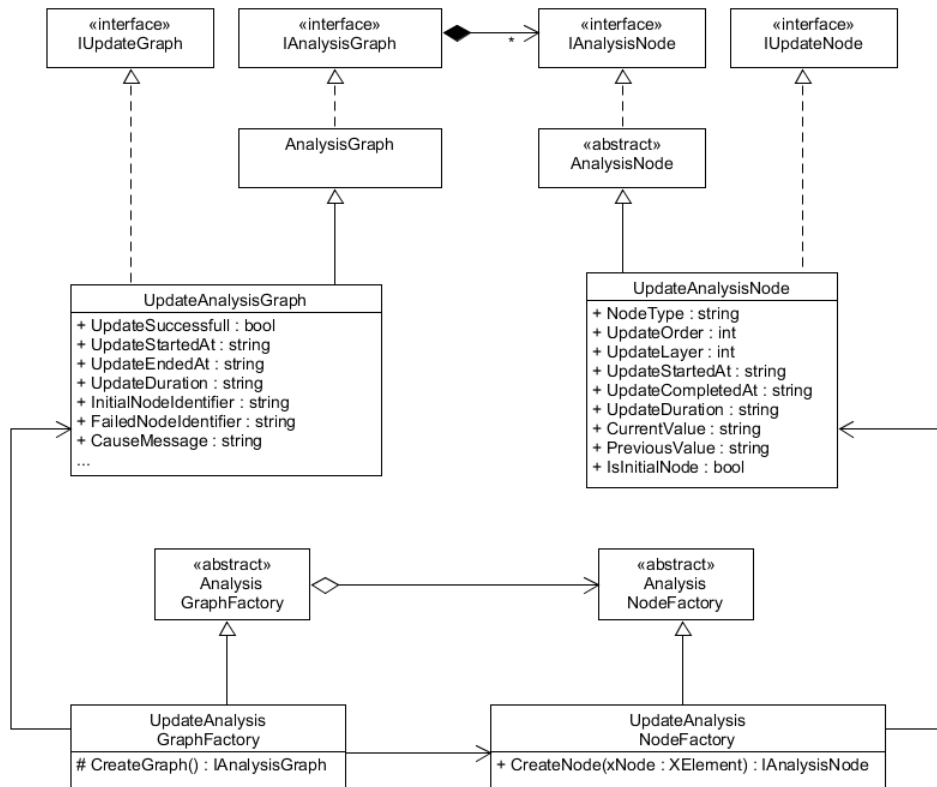 «interface»
IUpdateGraph
«interface»
IAnalysisGraph
*
«interface»
IAnalysisNode
«interface»
IUpdateNode
AnalysisGraph
«abstract»
AnalysisNode
UpdateAnalysisGraph
+ UpdateSuccessfull : bool
+ UpdateStartedAt : string
+ UpdateEndedAt : string
+ UpdateDuration : string
+ InitialNodeIdentifier : string
+ FailedNodeIdentifier : string
+ CauseMessage : string
...
UpdateAnalysisNode
+ NodeType : string
+ UpdateOrder : int
+ UpdateLayer : int
+ UpdateStartedAt : string
+ UpdateCompletedAt : string
+ UpdateDuration : string
+ CurrentValue : string
+ PreviousValue : string
+ IsInitialNode : bool
«abstract»
Analysis
GraphFactory
«abstract»
Analysis
NodeFactory
UpdateAnalysis
GraphFactory
# CreateGraph() : IAnalysisGraph
UpdateAnalysis
NodeFactory
+ CreateNode(xNode : XElement) : IAnalysisNode